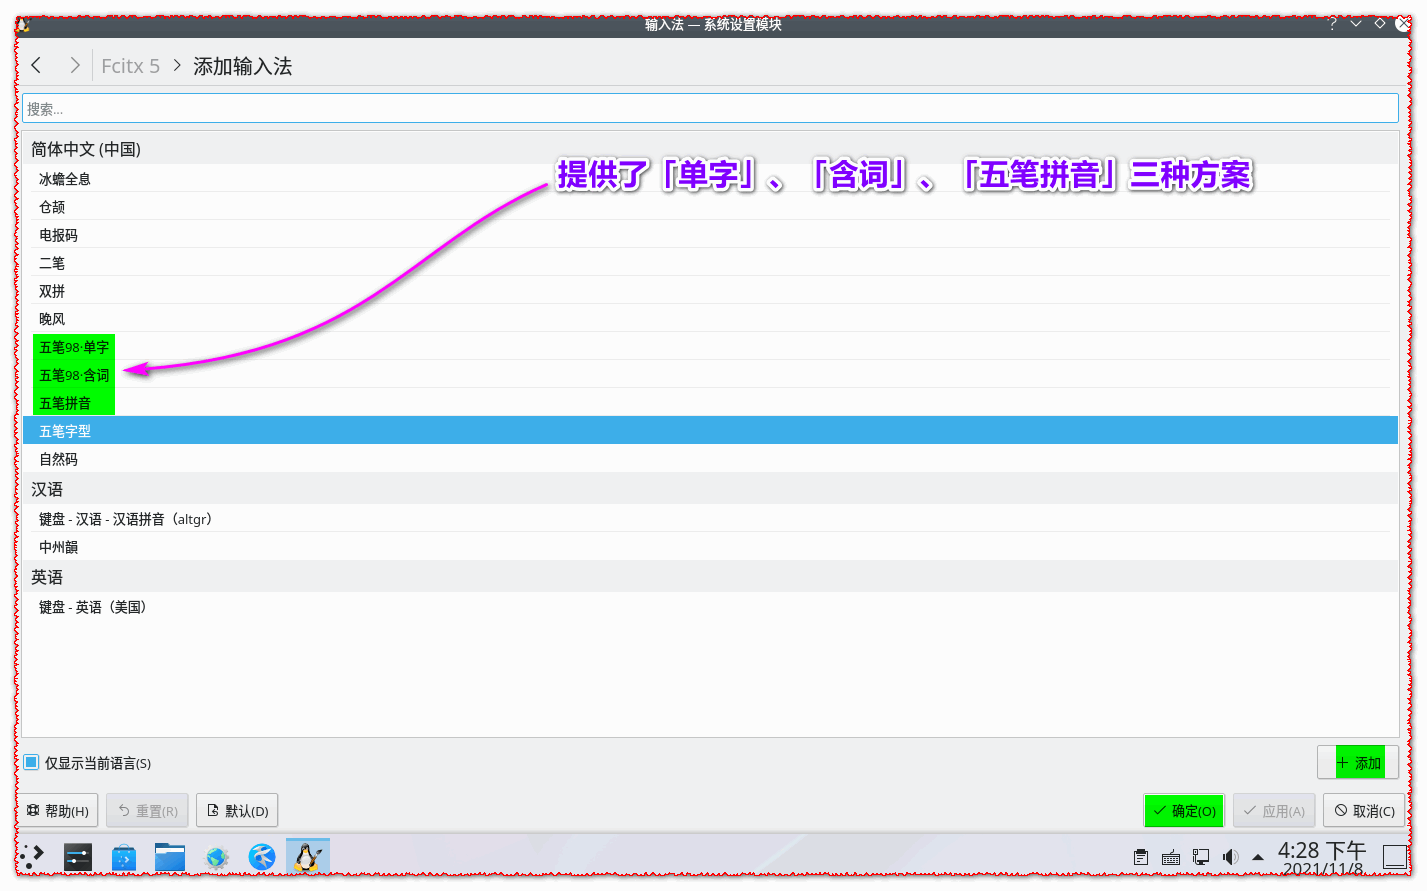 输入法 — 系统设置模块
Fcitx 5 > 添加输入法
搜索...
简体中文 (中国)
提供了「单字」、「含词」、「五笔拼音」三种方案
冰蟾全息
仓颉
电报码
二笔
双拼
晚风
五笔98·单字
五笔98·含词
五笔拼音
五笔字型
自然码
汉语
键盘 - 汉语 - 汉语拼音（altgr）
中州韻
英语
键盘 - 英语（美国）
仅显示当前语言(S)
添加
帮助(H) 重置(R) 默认(D) 确定(O) 应用(A) 取消(C)
4:28 下午
2021/11/8